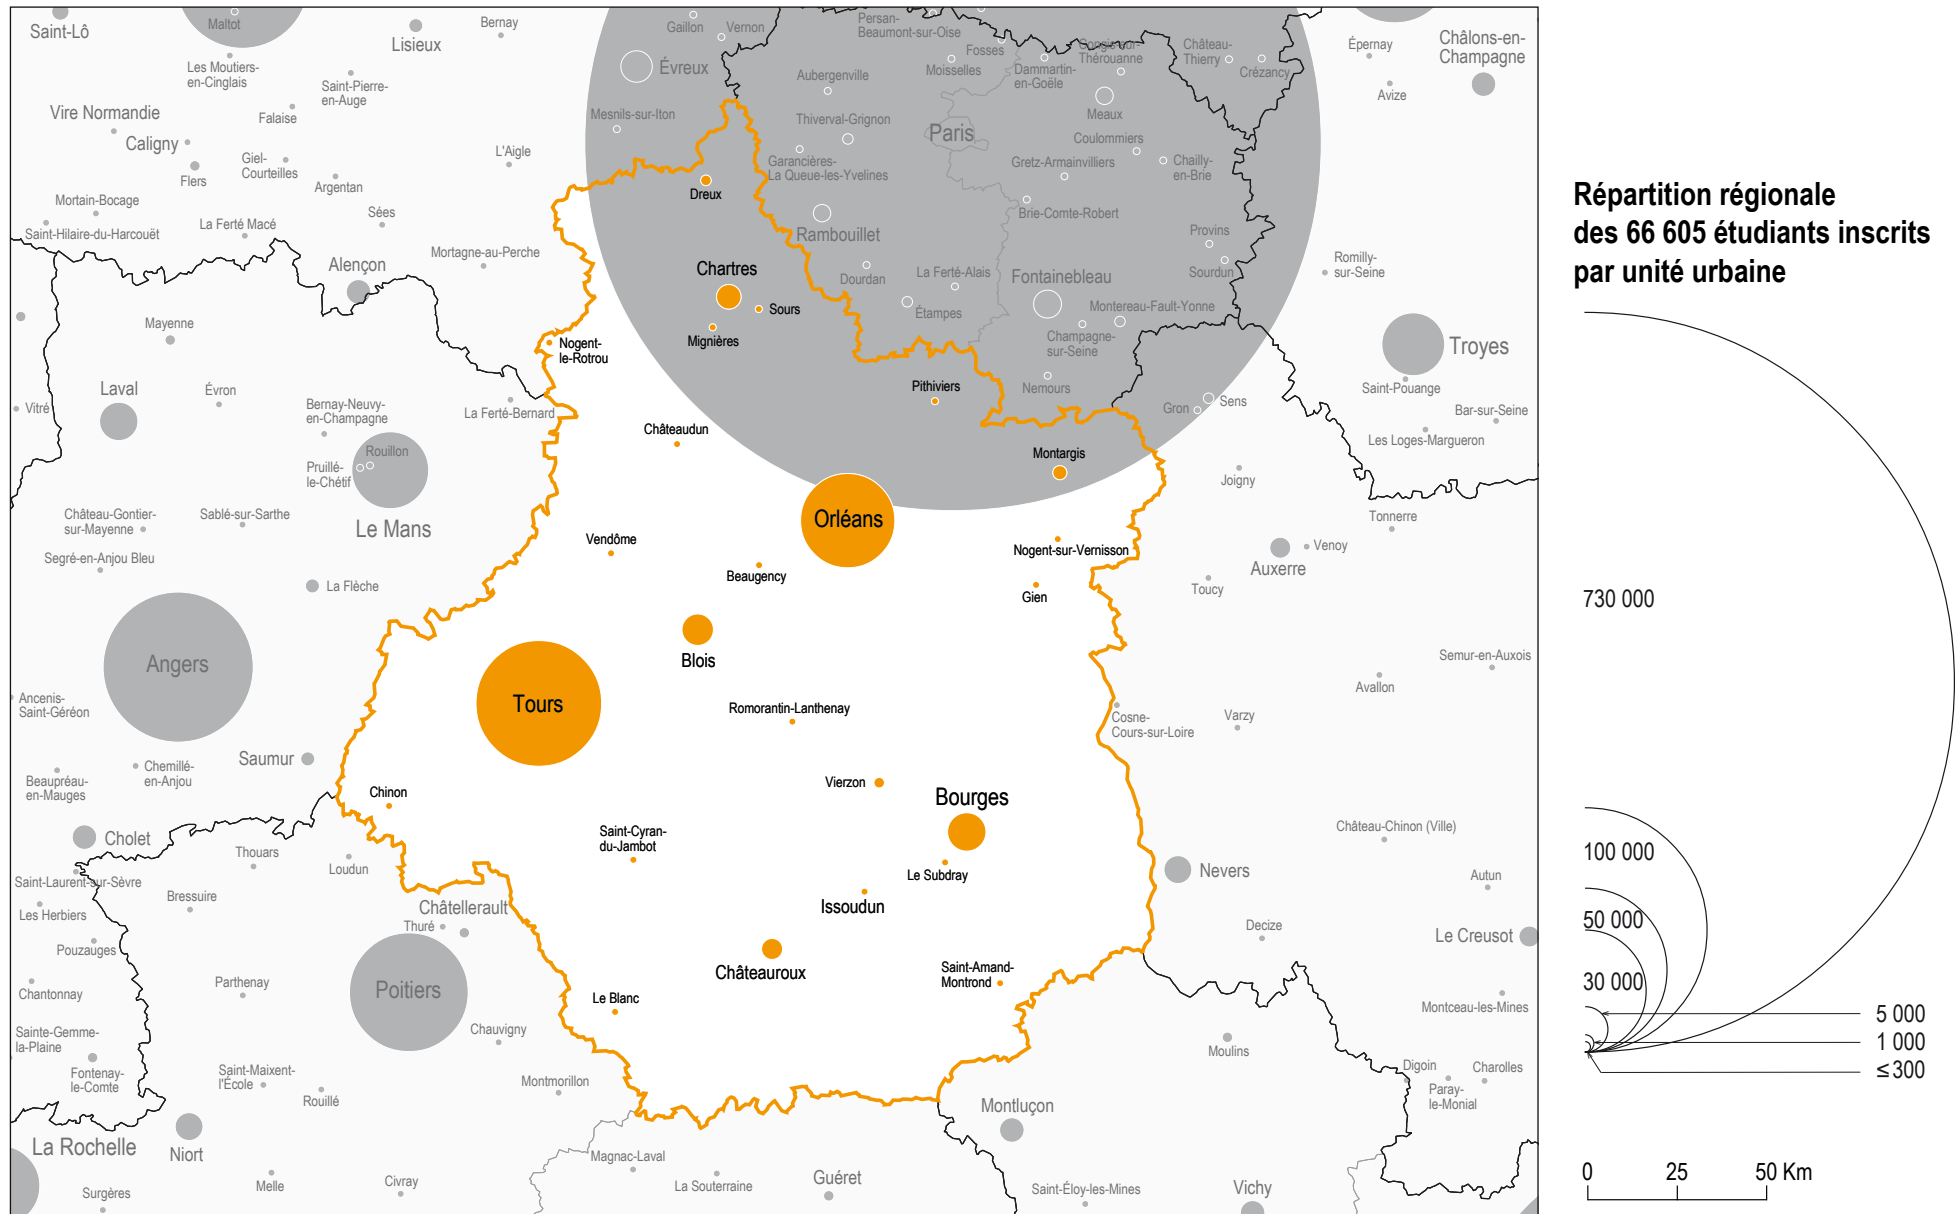 Répartition régionale
des 66 605 étudiants inscrits
par unité urbaine
730 000
100 000
50 000
30 000
5 000
1 000
≤ 300
0 25 50 Km
Saint-Lô
Maltot
Lisieux
Bernay
Gaillon
Vernon
Persan-
Beaumont-sur-Oise
Fosses
Congis-sur-
Thérouanne
Château-
Thierry
Crézancy
Épernay
Châlons-en-
Champagne
Les Moutiers-
en-Cinglais
Saint-Pierre-
en-Auge
Évreux
Aubergenville
Moisselles
Dammartin-
en-Goële
Avize
Vire Normandie
Falaise
Mesnils-sur-Iton
Thiverval-Grignon
Paris
Meaux
Coulommiers
Caligny
Giel-
Courteilles
L'Aigle
Garancières-
La Queue-les-Yvelines
Gretz-Armainvilliers
Chailly-
en-Brie
Flers
Argentan
Dreux
Mortain-Bocage
Sées
Brie-Comte-Robert
Saint-Hilaire-du-Harcouët
La Ferté Macé
Rambouillet
Provins
Mortagne-au-Perche
Alençon
Chartres
Dourdan
La Ferté-Alais
Fontainebleau
Sourdun
Romilly-
sur-Seine
Sours
Étampes
Montereau-Fault-Yonne
Mayenne
Mignières
Champagne-
sur-Seine
Nogent-
le-Rotrou
Troyes
Laval
Évron
Pithiviers
Nemours
Saint-Pouange
Vitré
Bernay-Neuvy-
en-Champagne
La Ferté-Bernard
Gron
Sens
Bar-sur-Seine
Châteaudun
Les Loges-Margueron
Rouillon
Pruillé-
le-Chétif
Montargis
Joigny
Château-Gontier-
sur-Mayenne
Sablé-sur-Sarthe
Le Mans
Orléans
Tonnerre
Segré-en-Anjou Bleu
Vendôme
Nogent-sur-Vernisson
Venoy
Auxerre
La Flèche
Beaugency
Gien
Toucy
Angers
Blois
Semur-en-Auxois
Avallon
Ancenis-
Saint-Géréon
Tours
Romorantin-Lanthenay
Cosne-
Cours-sur-Loire
Varzy
Saumur
Chemillé-
en-Anjou
Beaupréau-
en-Mauges
Chinon
Vierzon
Bourges
Cholet
Saint-Cyran-
du-Jambot
Château-Chinon (Ville)
Thouars
Loudun
Le Subdray
Nevers
Autun
Saint-Laurent-sur-Sèvre
Bressuire
Les Herbiers
Châtellerault
Thuré
Issoudun
Decize
Le Creusot
Pouzauges
Châteauroux
Saint-Amand-
Montrond
Chantonnay
Parthenay
Poitiers
Le Blanc
Montceau-les-Mines
Sainte-Gemme-
la-Plaine
Chauvigny
Moulins
Fontenay-
le-Comte
Saint-Maixent-
l'École
Rouillé
Montmorillon
Digoin
Charolles
Paray-
le-Monial
Montluçon
La Rochelle
Niort
Magnac-Laval
Guéret
Melle
Civray
La Souterraine
Saint-Éloy-les-Mines
Vichy
Surgères